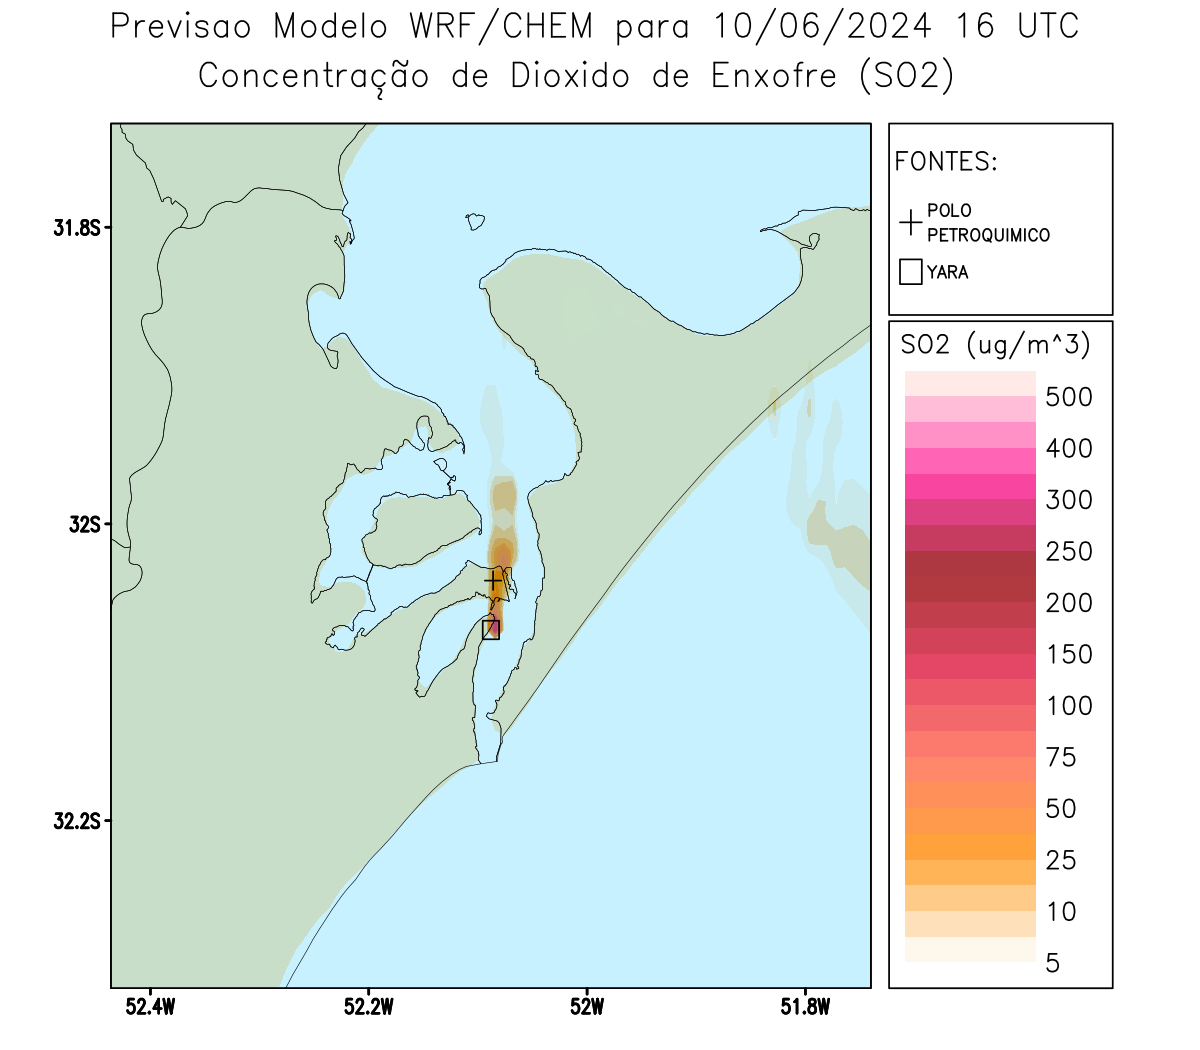 Previsao Modelo WRF/CHEM para 10/06/2024 16 UTC
Concentração de Dioxido de Enxofre (SO2)
FONTES:
POLO
PETROQUIMICO
YARA
SO2 (ug/m^3)
500
400
300
250
200
150
100
75
50
25
10
5
31.8S
32S
32.2S
52.4W
52.2W
52W
51.8W